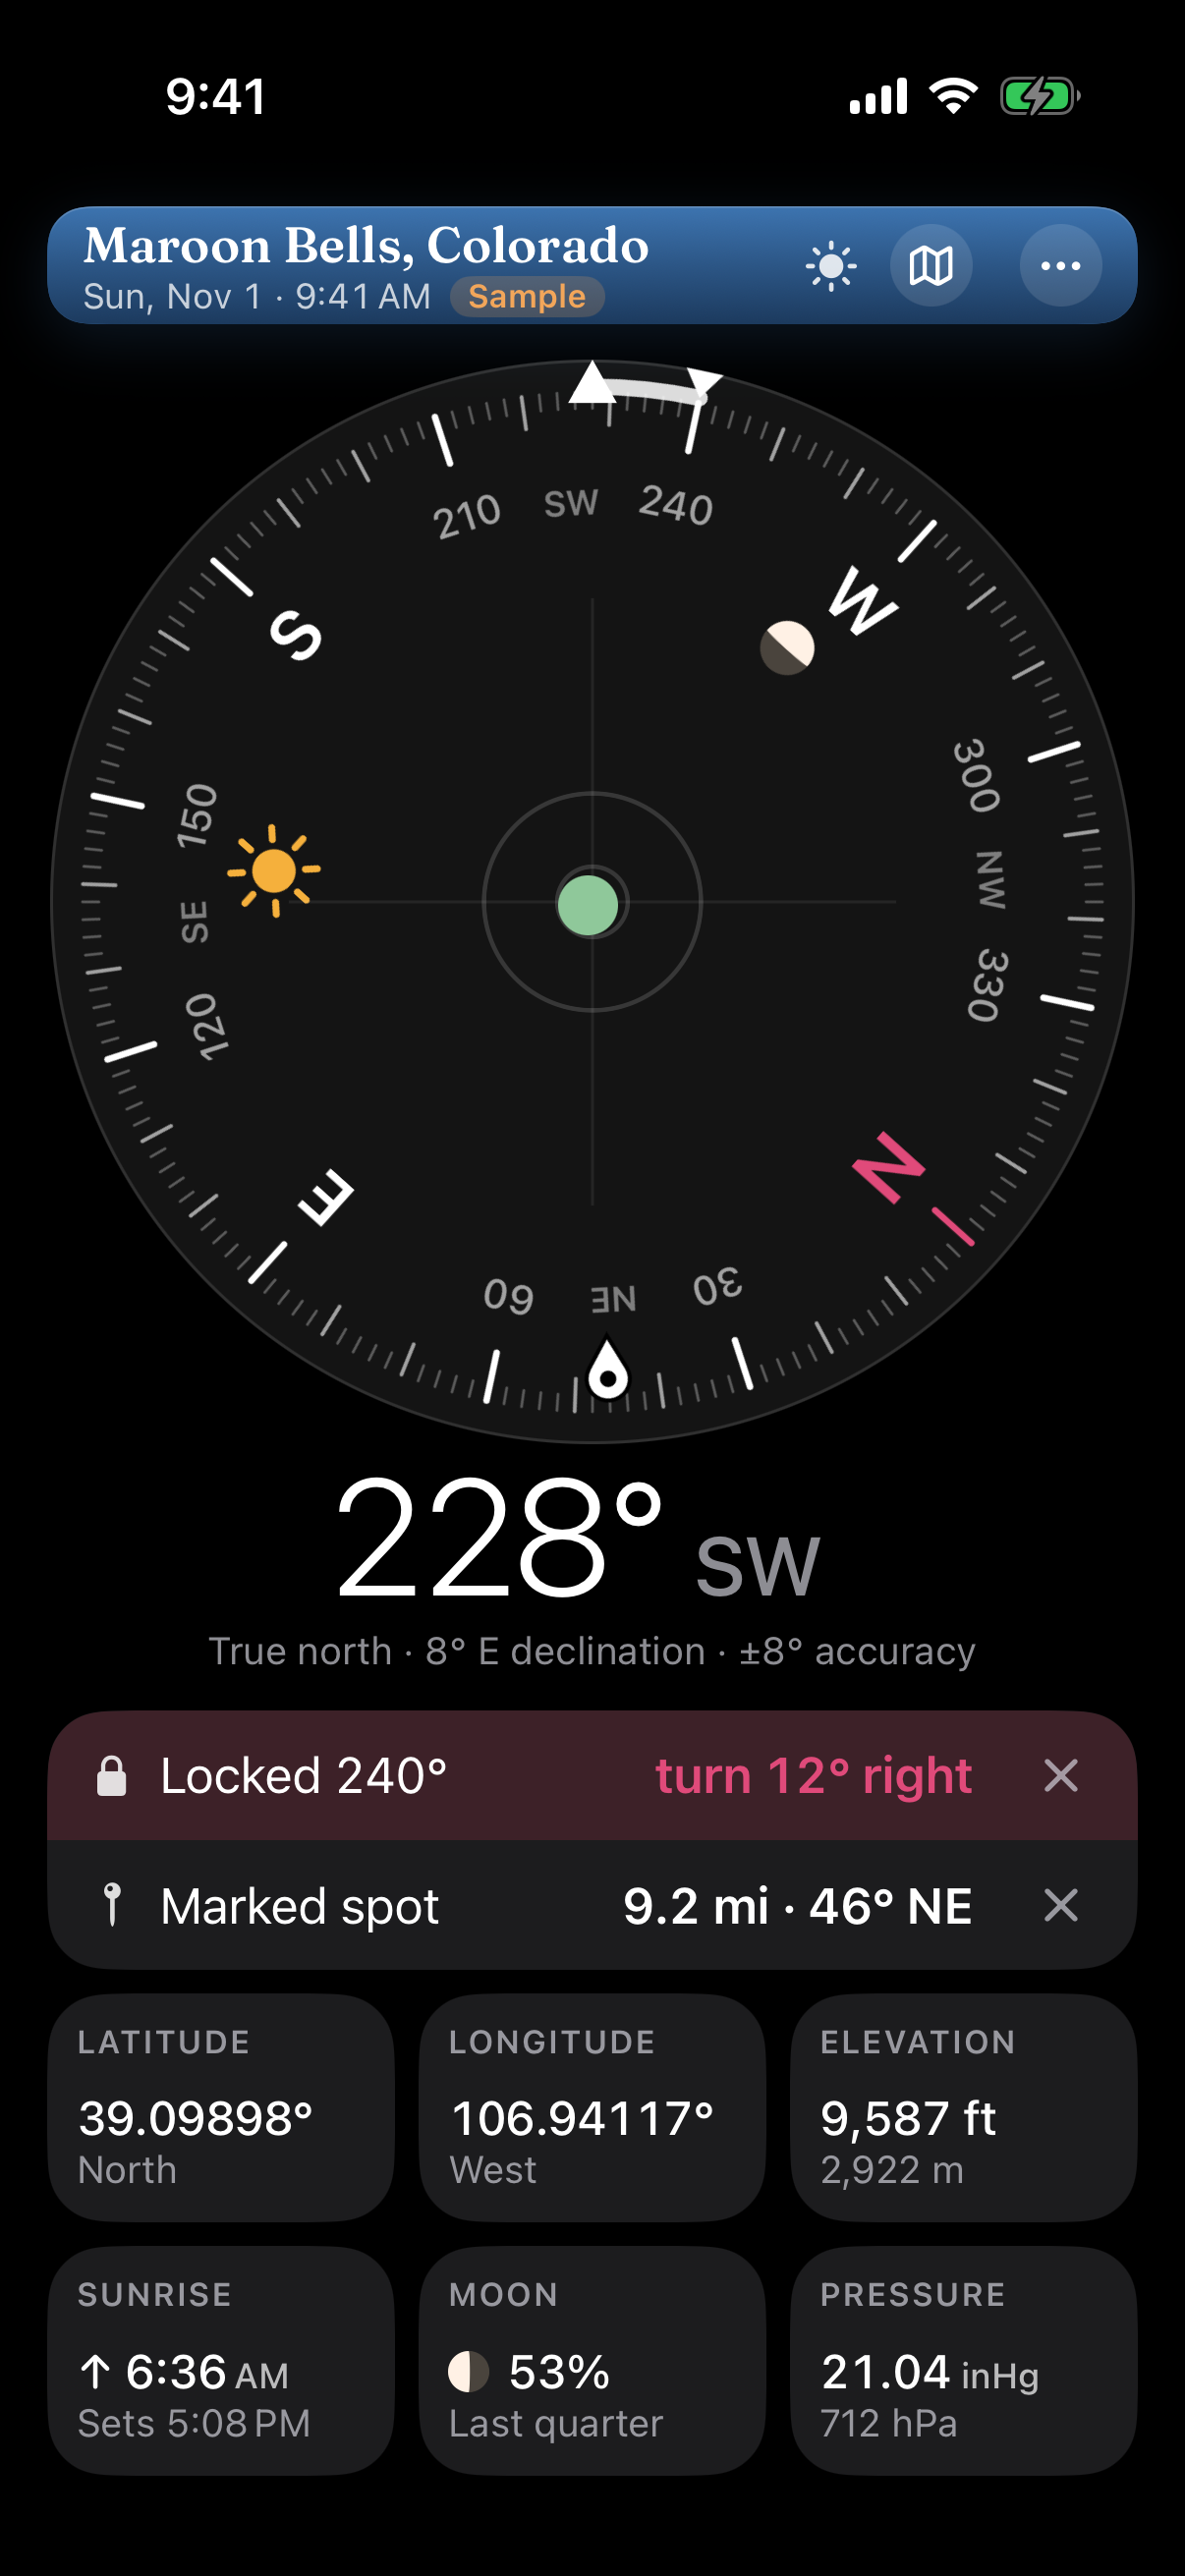 9:41
Maroon Bells, Colorado
Sun, Nov 1 · 9:41 AM Sample
210 SW 240
S W
150 300
SE NW
120 330
E N
60 NE 30
228° SW
True north · 8° E declination · ±8° accuracy
Locked 240° turn 12° right
Marked spot 9.2 mi · 46° NE
LATITUDE LONGITUDE ELEVATION
39.09898° 106.94117° 9,587 ft
North West 2,922 m
SUNRISE MOON PRESSURE
↑ 6:36 AM 53% 21.04 inHg
Sets 5:08 PM Last quarter 712 hPa